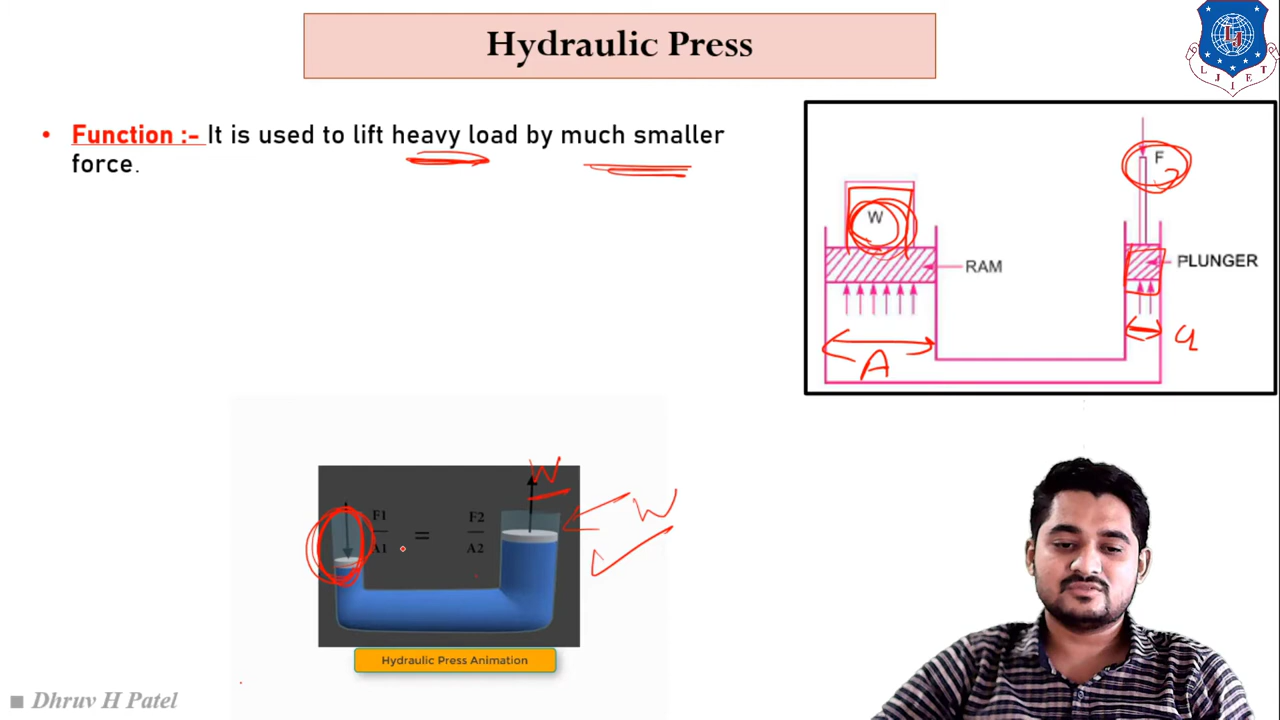 Hydraulic Press
L J I E T
• Function :- It is used to lift heavy load by much smaller
force.
F
W
RAM
PLUNGER
A
a
W
W
F1
F2
=
A1
A2
Hydraulic Press Animation
Dhruv H Patel